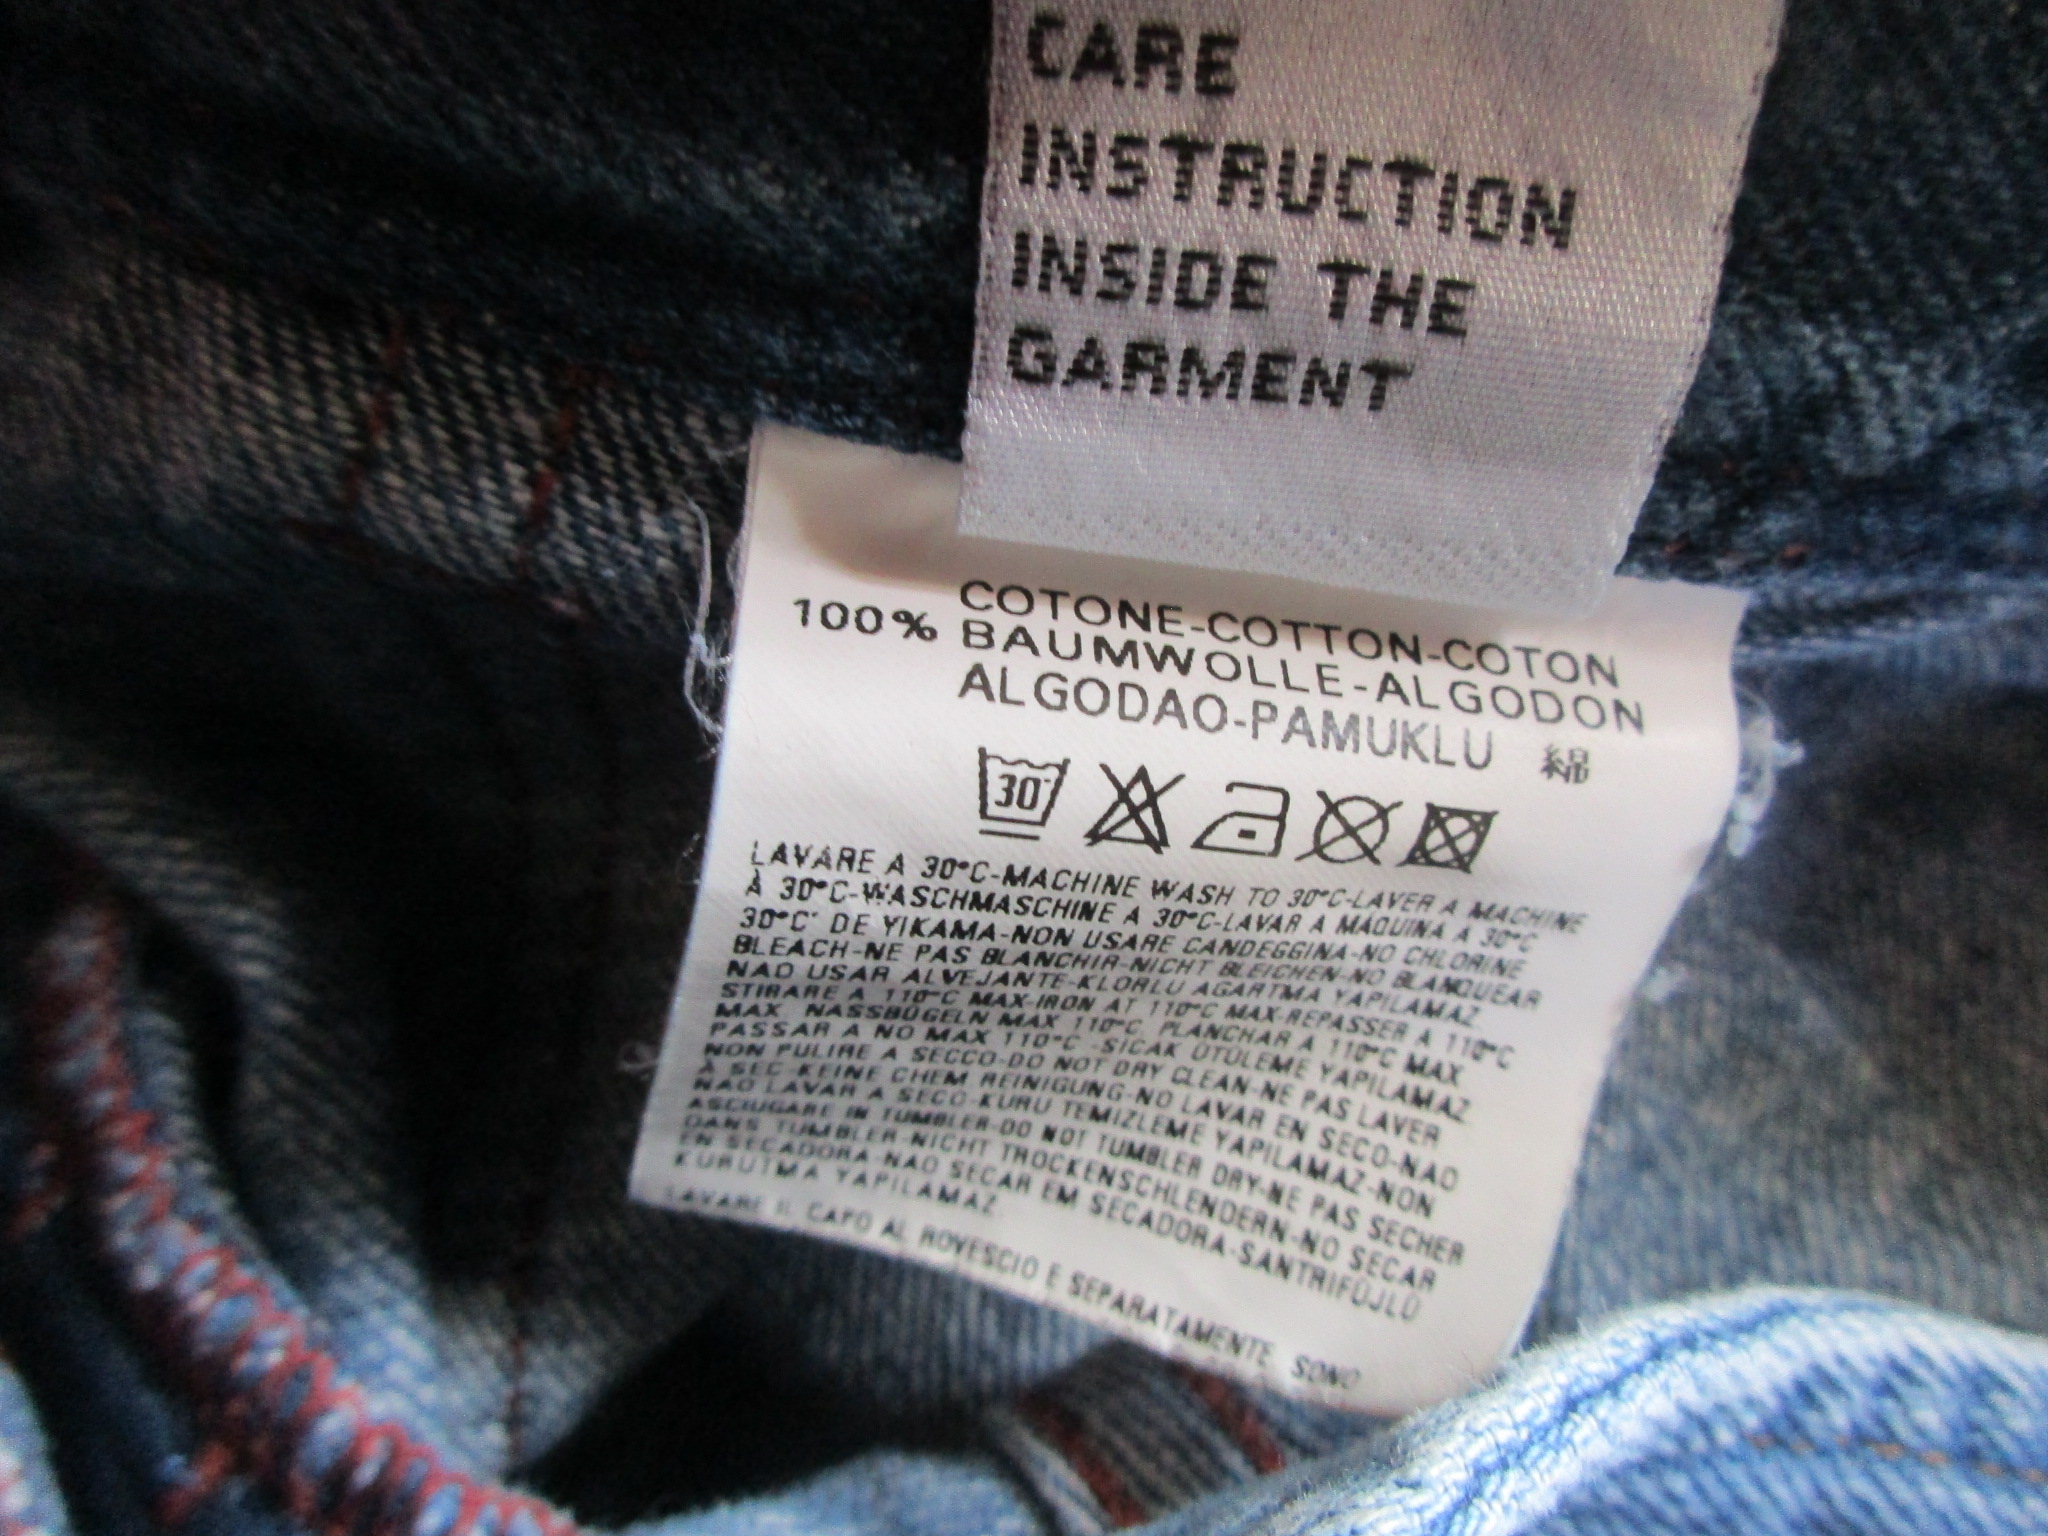 CARE
INSTRUCTION
INSIDE THE
GARMENT
COTONE-COTTON-COTON
100% BAUMWOLLE-ALGODON
ALGODAO-PAMUKLU 綿
30°
LAVARE A 30°C-MACHINE WASH TO 30°C-LAVER A MACHINE
À 30°C-WASCHMASCHINE A 30°C-LAVAR A MÁQUINA A 30°C
30°C' DE YIKAMA-NON USARE CANDEGGINA-NO CHLORINE
BLEACH-NE PAS BLANCHIR-NICHT BLEICHEN-NO BLANQUEAR
NAO USAR ALVEJANTE-KLORLU AGARTMA YAPILAMAZ
STIRARE A 110°C MAX-IRON AT 110°C MAX-REPASSER A 110°C
MAX. NASSBÜGELN MAX 110°C. PLANCHAR A 110°C MAX
PASSAR A NO MAX 110°C -SICAK ÜTÜLEME YAPILAMAZ
NON PULIRE A SECCO-DO NOT DRY CLEAN-NE PAS LAVER
A SEC-KEINE CHEM.REINIGUNG-NO LAVAR EN SECO-NAO
NAO LAVAR A SECO-KURU TEMIZLEME YAPILAMAZ-NON
ASCIUGARE IN TUMBLER-DO NOT TUMBLER DRY-NE PAS SECHER
DANS TUMBLER-NICHT TROCKENSCHLENDERN-NO SECAR
EN SECADORA NAO SECAR EM SECADORA-SANTRIFÜJLÜ
KURUTMA YAPILAMAZ
LAVARE IL CAPO AL ROVESCIO E SEPARATAMENTE SONO